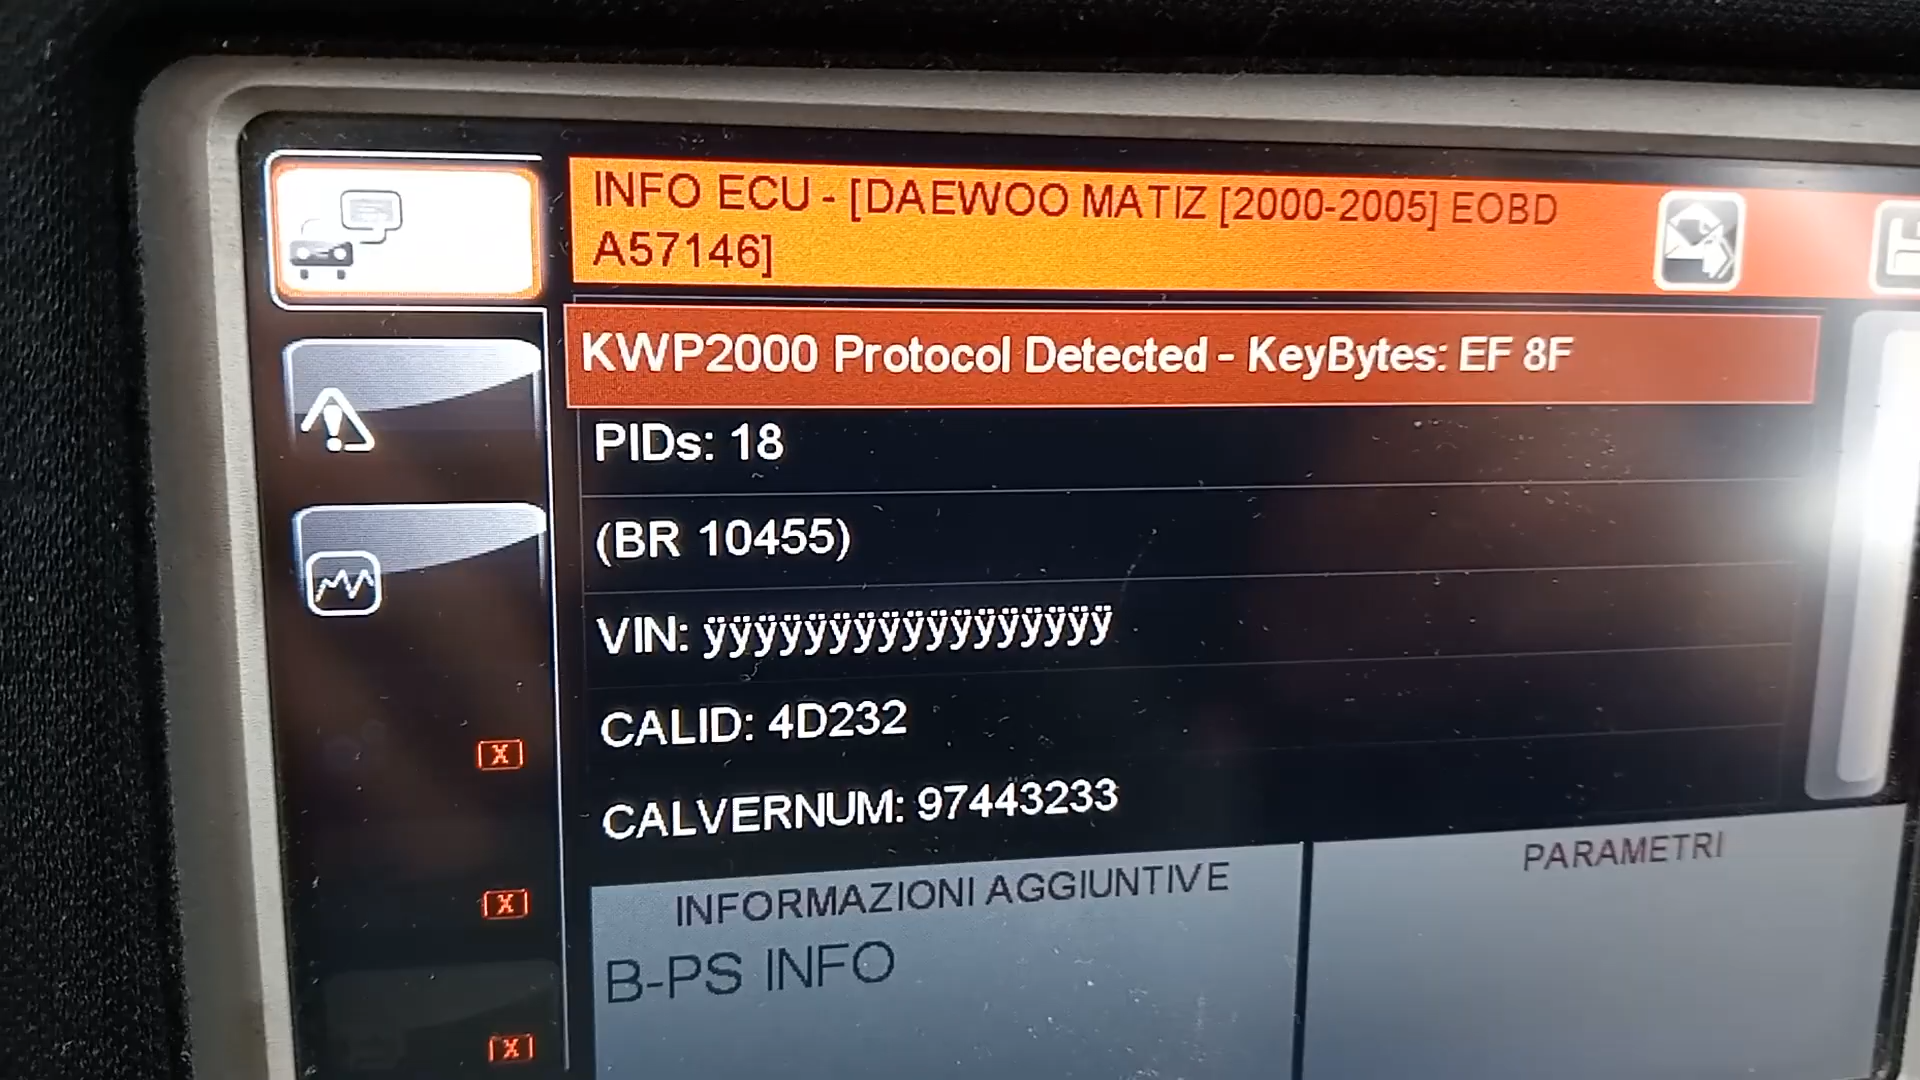 INFO ECU - [DAEWOO MATIZ [2000-2005] EOBD
A57146]
KWP2000 Protocol Detected - KeyBytes: EF 8F
PIDs: 18
(BR 10455)
VIN: ÿÿÿÿÿÿÿÿÿÿÿÿÿÿÿÿÿ
CALID: 4D232
X
CALVERNUM: 97443233
PARAMETRI
INFORMAZIONI AGGIUNTIVE
X
B-PS INFO
X